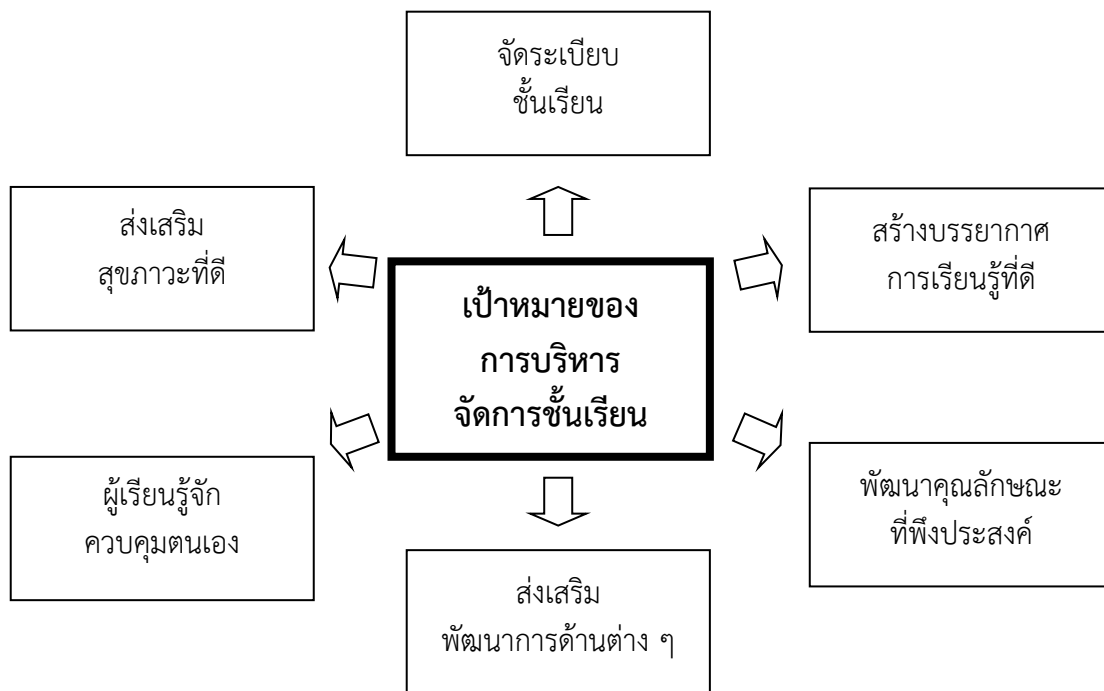 จัดระเบียบ
ชั้นเรียน
ส่งเสริม
สุขภาวะที่ดี
สร้างบรรยากาศ
การเรียนรู้ที่ดี
เป้าหมายของ
การบริหาร
จัดการชั้นเรียน
ผู้เรียนรู้จัก
ควบคุมตนเอง
พัฒนาคุณลักษณะ
ที่พึงประสงค์
ส่งเสริม
พัฒนาการด้านต่าง ๆ